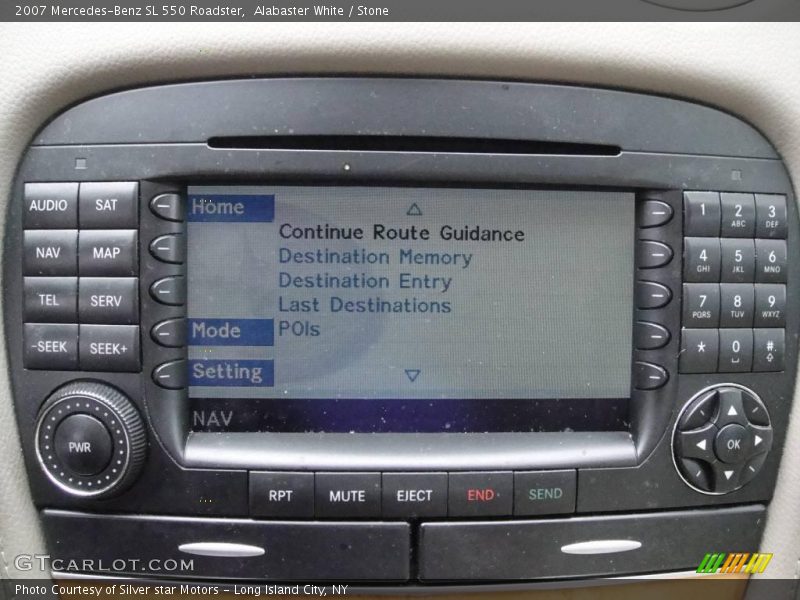 2007 Mercedes-Benz SL 550 Roadster,  Alabaster White / Stone
AUDIO SAT
NAV MAP
TEL SERV
-SEEK SEEK+
PWR
Home
Continue Route Guidance
Destination Memory
Destination Entry
Last Destinations
Mode POIs
Setting
NAV
1 2 ABC 3 DEF
4 GHI 5 JKL 6 MNO
7 PQRS 8 TUV 9 WXYZ
* 0 #
OK
RPT MUTE EJECT END SEND
GTCARLOT.COM
Photo Courtesy of Silver star Motors - Long Island City, NY